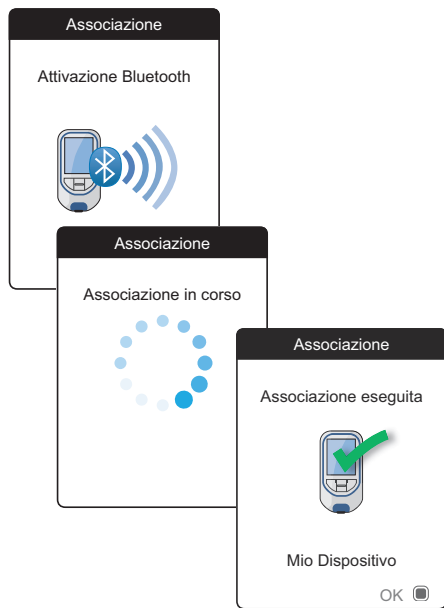 Associazione
Attivazione Bluetooth
Associazione
Associazione in corso
Associazione
Associazione eseguita
Mio Dispositivo
OK